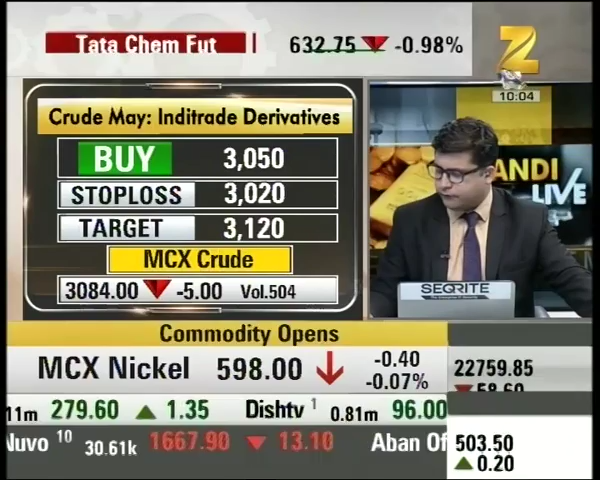 Tata Chem Fut 632.75 -0.98%
Z
10:04
Crude May: Inditrade Derivatives
BUY 3,050
STOPLOSS 3,020
TARGET 3,120
MCX Crude
3084.00 -5.00 Vol.504
ANDI
LIVE
SEQRITE
Commodity Opens
MCX Nickel 598.00 -0.40
-0.07%
22759.85
58.60
11m 279.60 1.35 Dishtv 1 0.81m 96.00
Nuvo 10 30.61k 1667.90 13.10 Aban Of
503.50
0.20